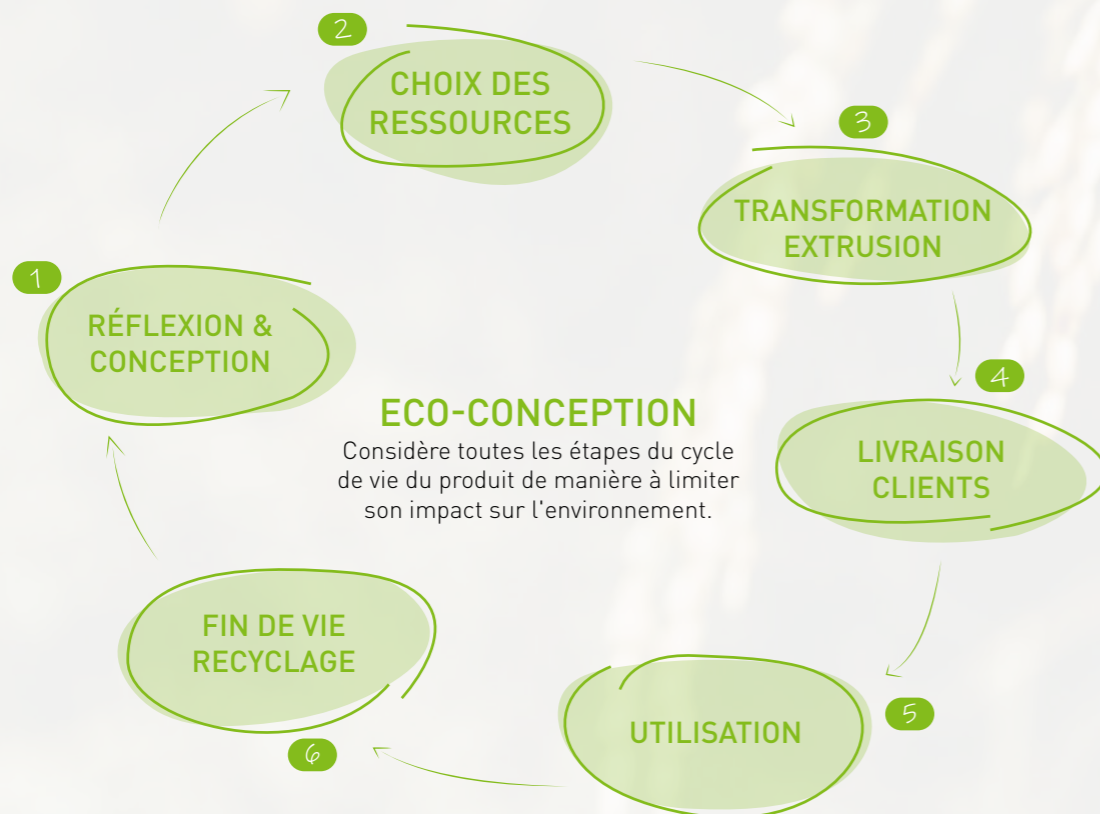 2
CHOIX DES
RESSOURCES
3
TRANSFORMATION
EXTRUSION
1
RÉFLEXION &
CONCEPTION
4
LIVRAISON
CLIENTS
ECO-CONCEPTION
Considère toutes les étapes du cycle
de vie du produit de manière à limiter
son impact sur l'environnement.
FIN DE VIE
RECYCLAGE
6
UTILISATION
5